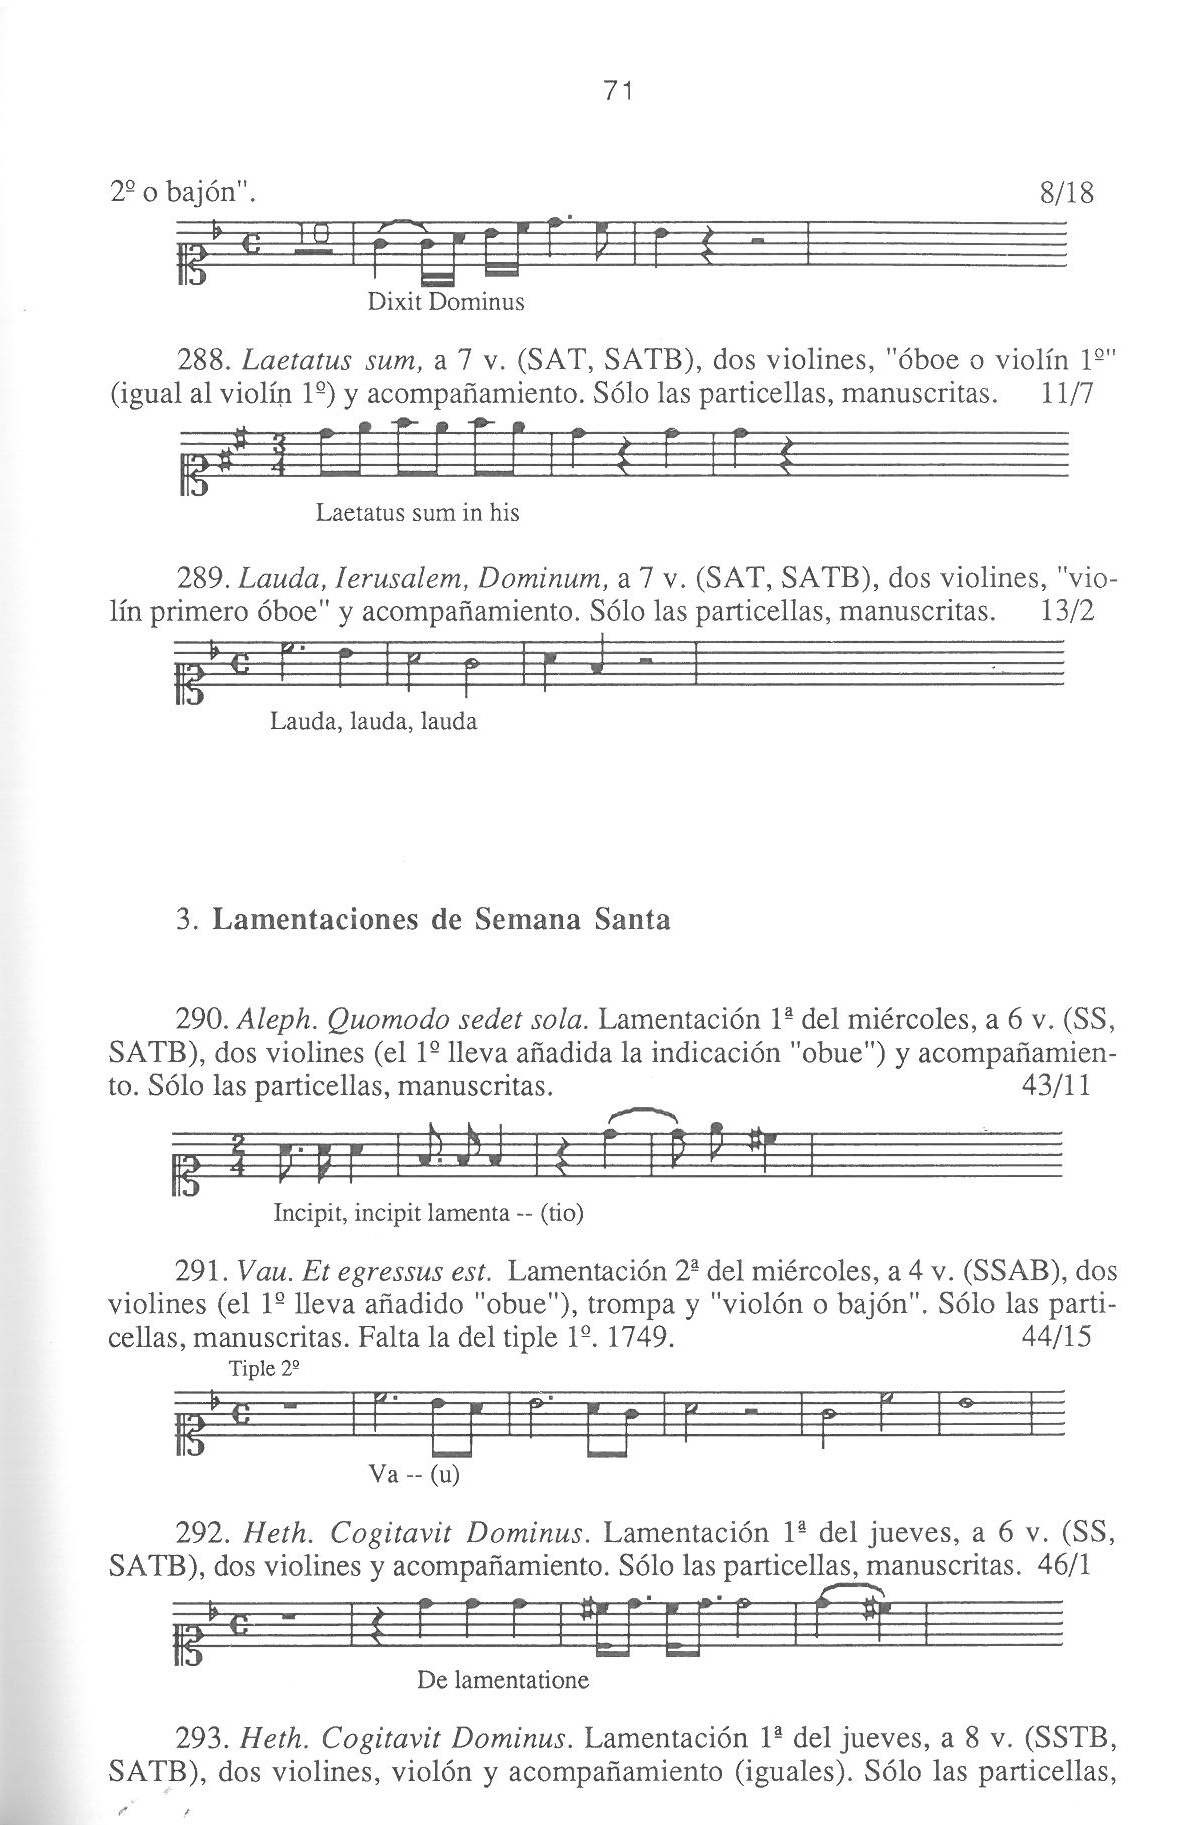 71
2º o bajón". 8/18
18
Dixit Dominus
288. Laetatus sum, a 7 v. (SAT, SATB), dos violines, "óboe o violín 1º"
(igual al violín 1º) y acompañamiento. Sólo las particellas, manuscritas. 11/7
3
4
Laetatus sum in his
289. Lauda, Ierusalem, Dominum, a 7 v. (SAT, SATB), dos violines, "vio-
lín primero óboe" y acompañamiento. Sólo las particellas, manuscritas. 13/2
Lauda, lauda, lauda
3. Lamentaciones de Semana Santa
290. Aleph. Quomodo sedet sola. Lamentación 1ª del miércoles, a 6 v. (SS,
SATB), dos violines (el 1º lleva añadida la indicación "obue") y acompañamien-
to. Sólo las particellas, manuscritas. 43/11
2
4
Incipit, incipit lamenta -- (tio)
291. Vau. Et egressus est. Lamentación 2ª del miércoles, a 4 v. (SSAB), dos
violines (el 1º lleva añadido "obue"), trompa y "violón o bajón". Sólo las parti-
cellas, manuscritas. Falta la del tiple 1º. 1749. 44/15
Tiple 2º
Va -- (u)
292. Heth. Cogitavit Dominus. Lamentación 1ª del jueves, a 6 v. (SS,
SATB), dos violines y acompañamiento. Sólo las particellas, manuscritas. 46/1
De lamentatione
293. Heth. Cogitavit Dominus. Lamentación 1ª del jueves, a 8 v. (SSTB,
SATB), dos violines, violón y acompañamiento (iguales). Sólo las particellas,